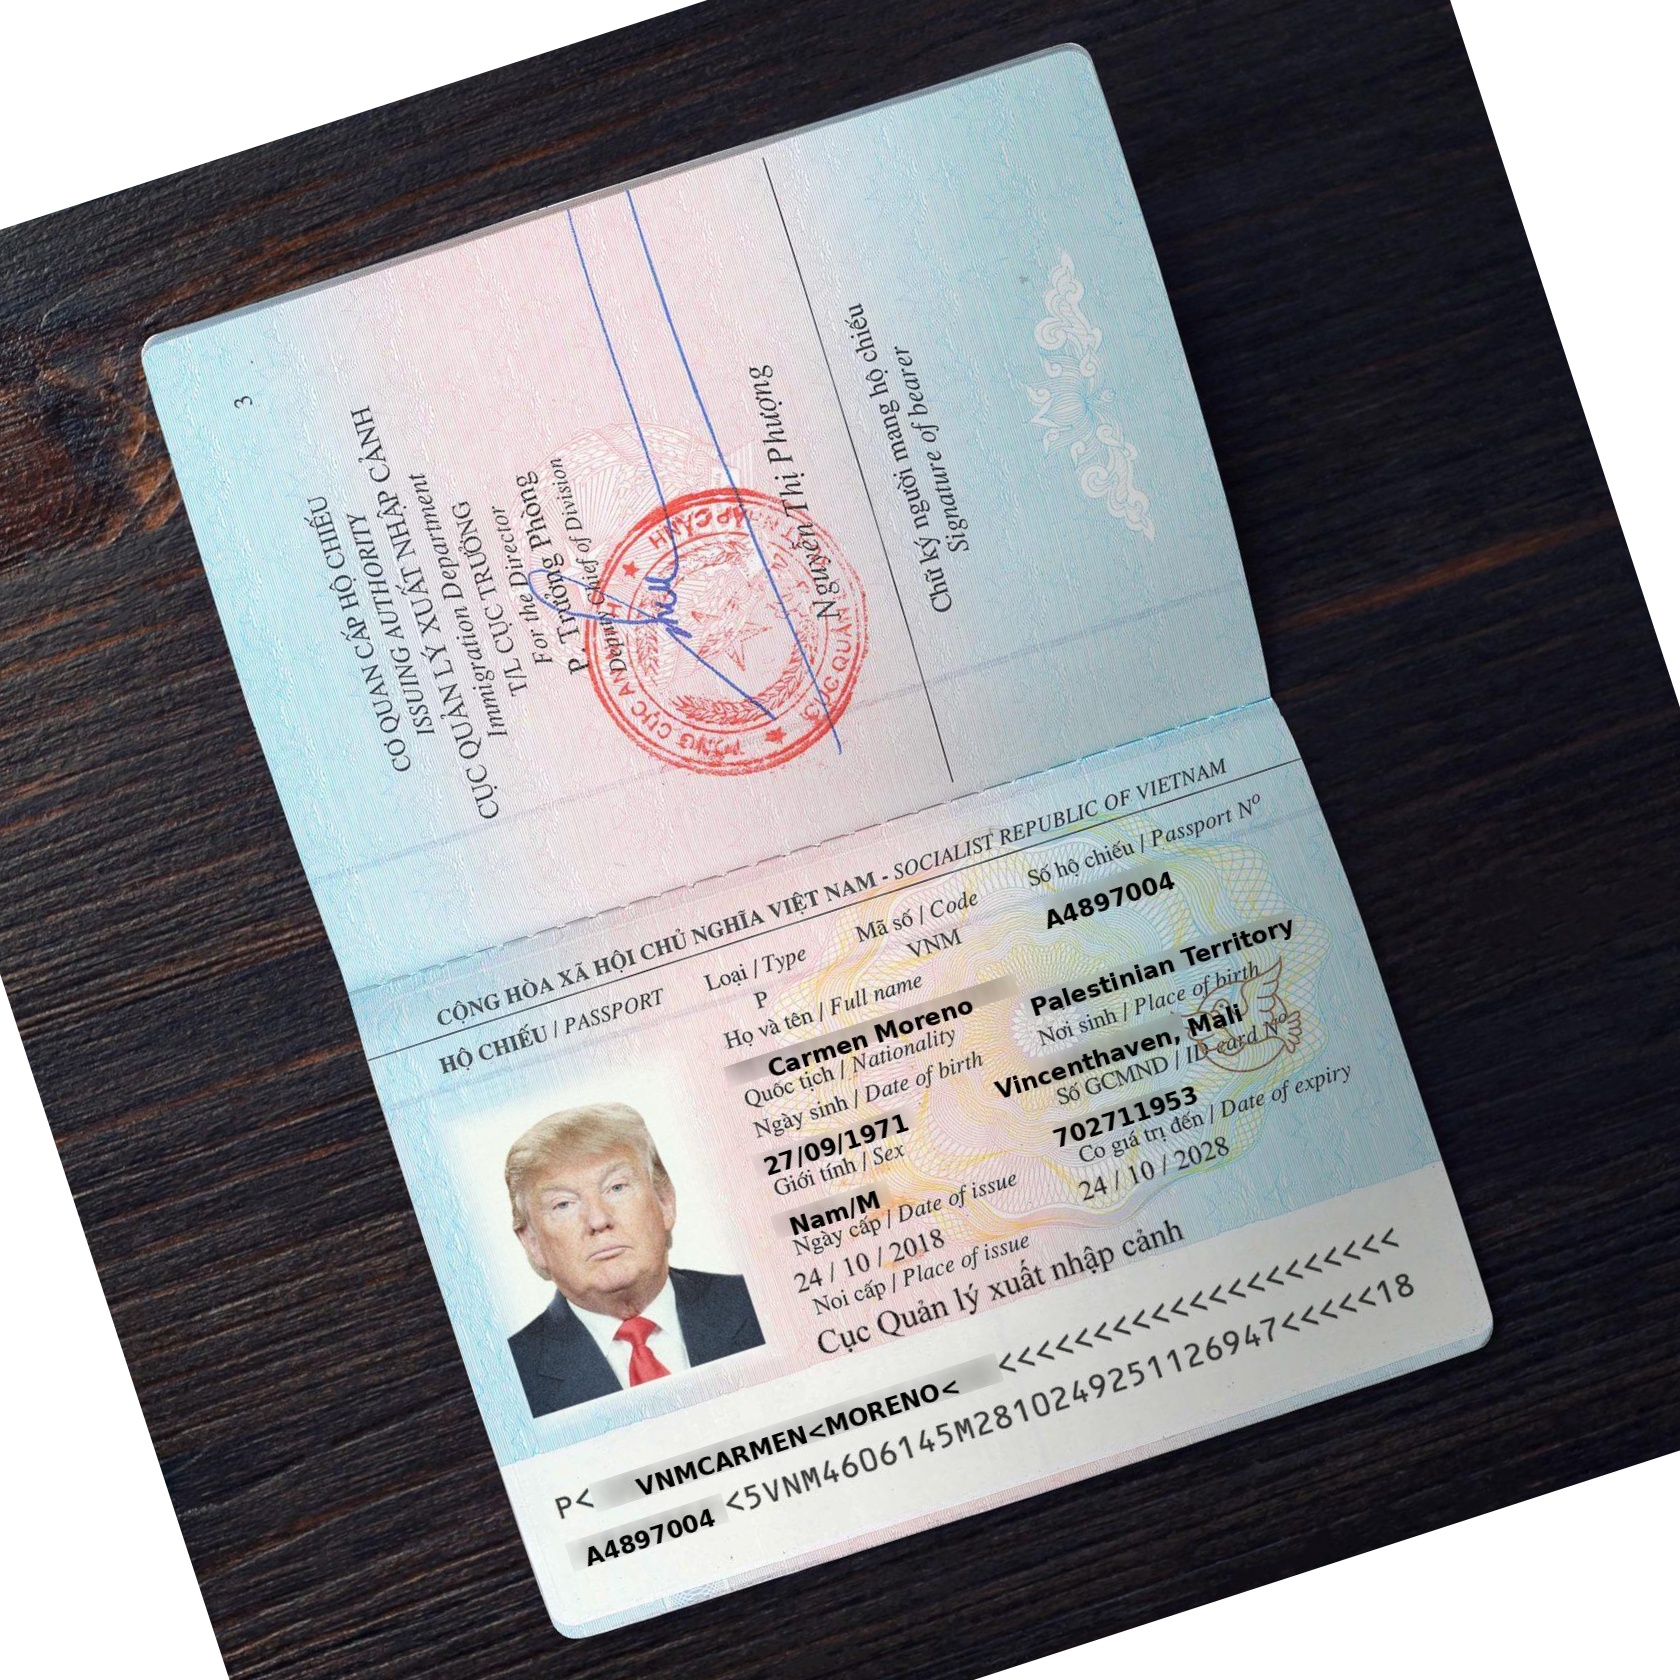 3
CƠ QUAN CẤP HỘ CHIẾU
ISSUING AUTHORITY
CỤC QUẢN LÝ XUẤT NHẬP CẢNH
Immigration Department
T/L CỤC TRƯỞNG
For the Director
P. Trưởng Phong
Deputy Chief of Division
Nguyễn Thị Phượng
Chữ ký người mang hộ chiếu
Signature of bearer
CỘNG HÒA XÃ HỘI CHỦ NGHĨA VIỆT NAM - SOCIALIST REPUBLIC OF VIETNAM
HỘ CHIẾU / PASSPORT
Loại / Type
Mã số / Code
Số hộ chiếu / Passport Nº
P
VNM
A4897004
Họ và tên / Full name
Carmen Moreno
Palestinian Territory
Quốc tịch / Nationality
Nơi sinh / Place of birth
Vincenthaven, Mali
Ngày sinh / Date of birth
Số GCMND / ID card Nº
27/09/1971
702711953
Giới tính / Sex
Co giá trị đến / Date of expiry
Nam/M
24 / 10 / 2028
Ngày cấp / Date of issue
24 / 10 / 2018
Noi cấp / Place of issue
Cục Quản lý xuất nhập cảnh
P< VNMCARMEN<MORENO< <<<<<<<<<<<<<<<<<<<<<<
A4897004 <5VNM4606145M2810249251126947<<<<<18